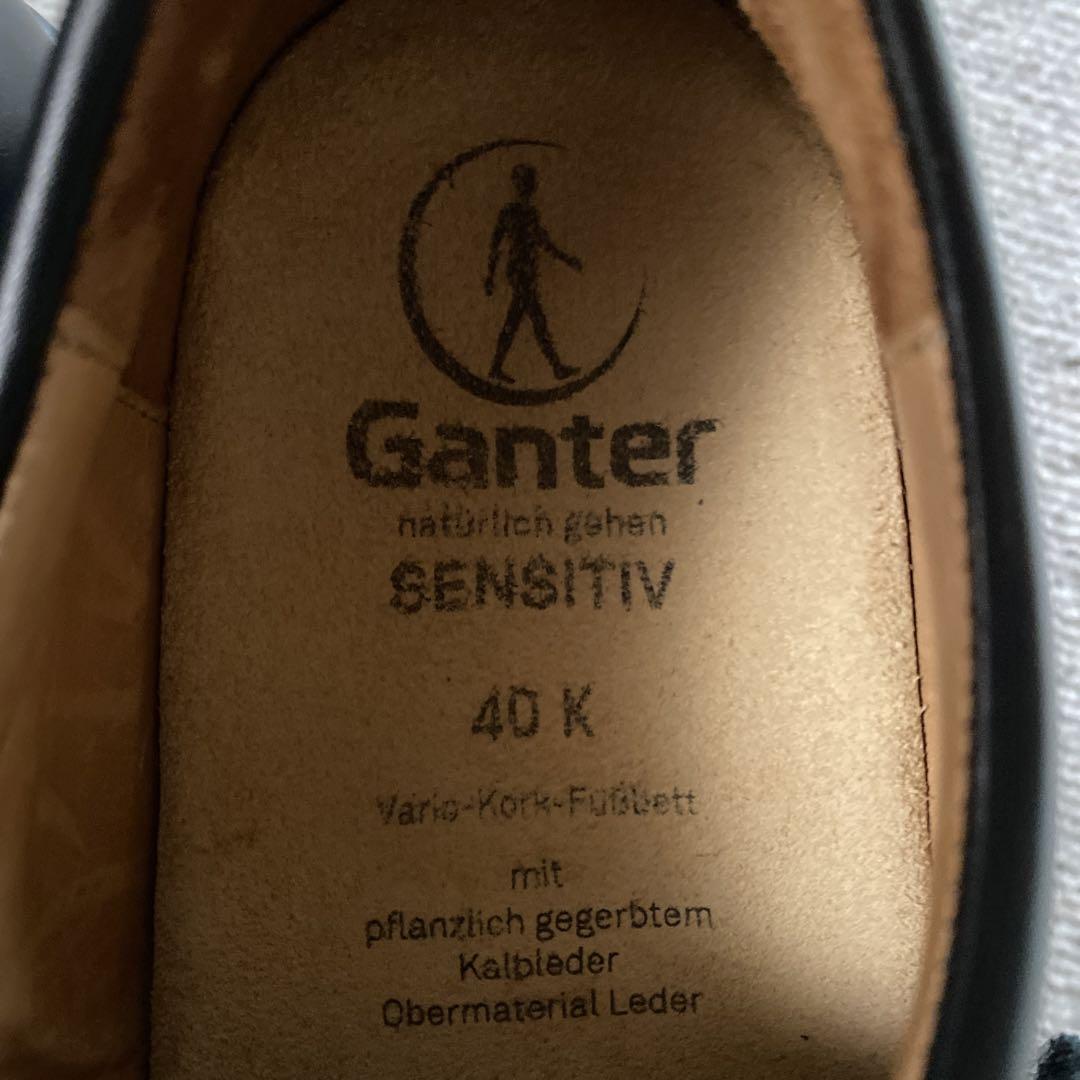 Ganter
natürlich gehen
SENSITIV
40 K
Vario-Kork-Fußbett
mit
pflanzlich gegerbtem
Kalbleder
Obermaterial Leder